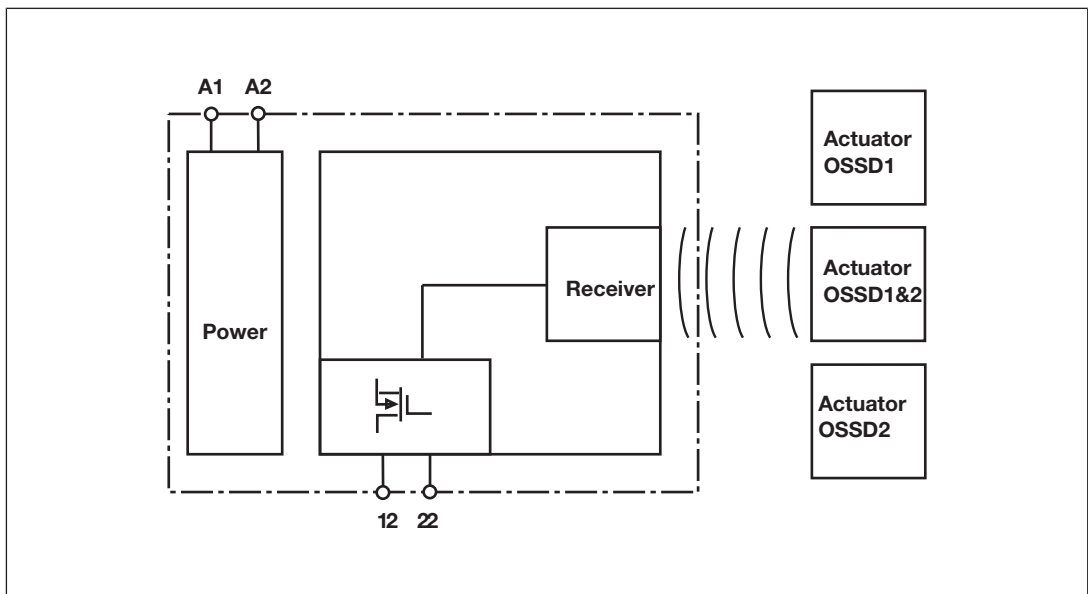 A1 A2
Actuator
OSSD1
Actuator
OSSD1&2
Receiver
Power
Actuator
OSSD2
12 22